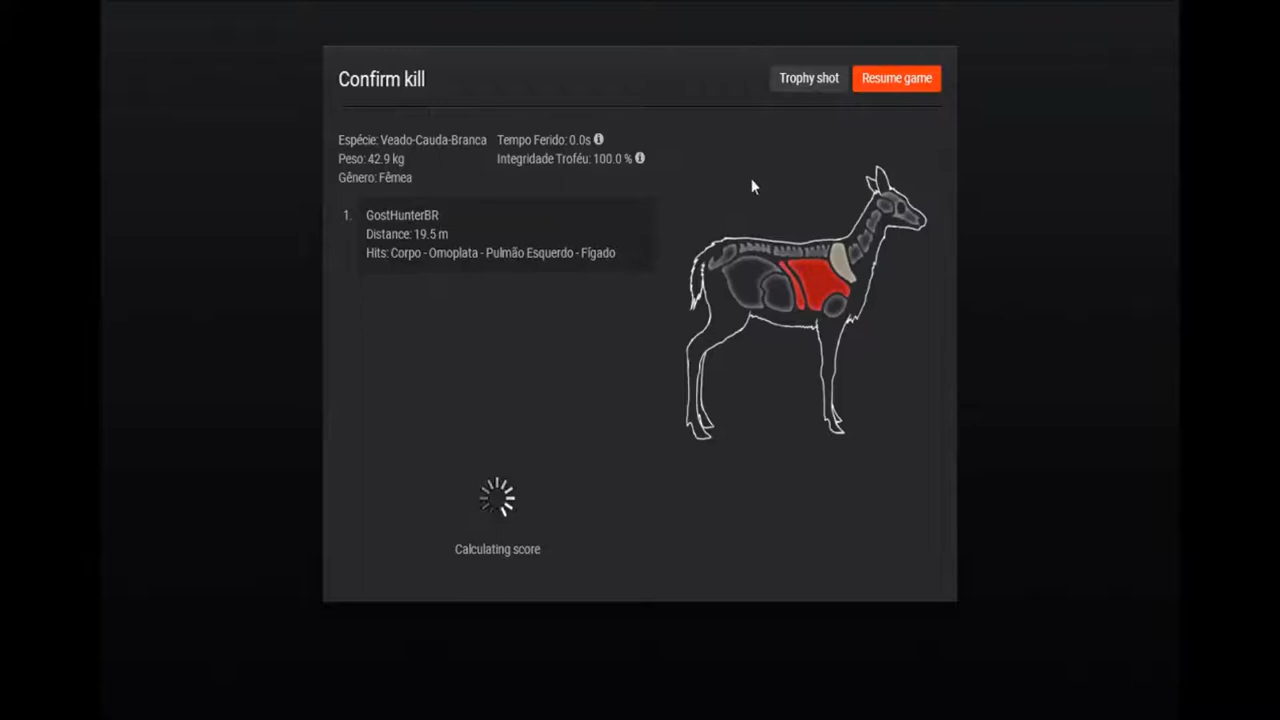 Confirm kill
Trophy shot
Resume game
Espécie: Veado-Cauda-Branca
Tempo Ferido: 0.0s
Peso: 42.9 kg
Integridade Troféu: 100.0 %
Gênero: Fêmea
1. GostHunterBR
Distance: 19.5 m
Hits: Corpo - Omoplata - Pulmão Esquerdo - Fígado
Calculating score